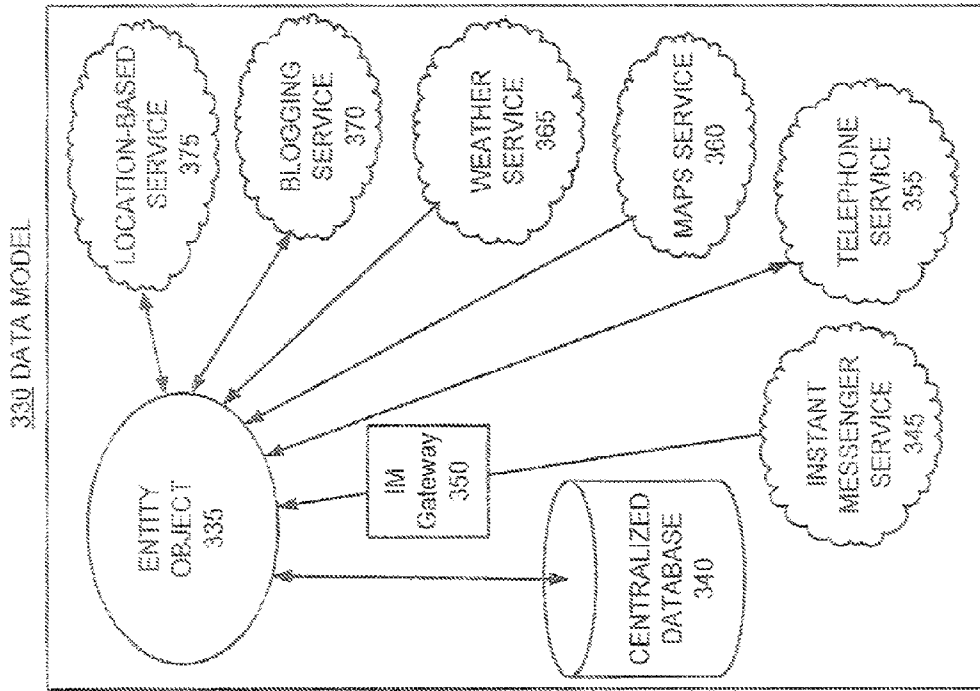 330 DATA MODEL
ENTITY
OBJECT
335
LOCATION-BASED
SERVICE
375
BLOGGING
SERVICE
370
WEATHER
SERVICE
365
MAPS SERVICE
360
TELEPHONE
SERVICE
355
IM
Gateway
350
INSTANT
MESSENGER
SERVICE
345
CENTRALIZED
DATABASE
340